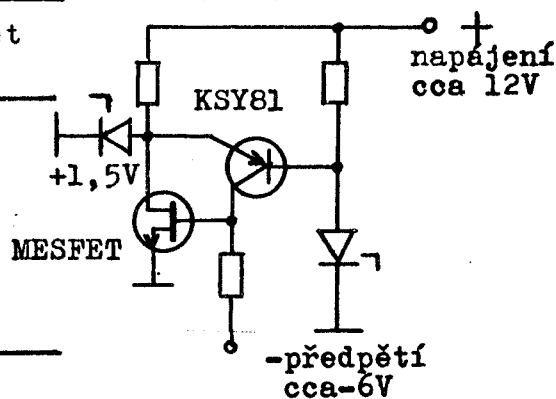 t
napájení
cca 12V
KSY81
+1,5V
MESFET
-předpětí
cca-6V